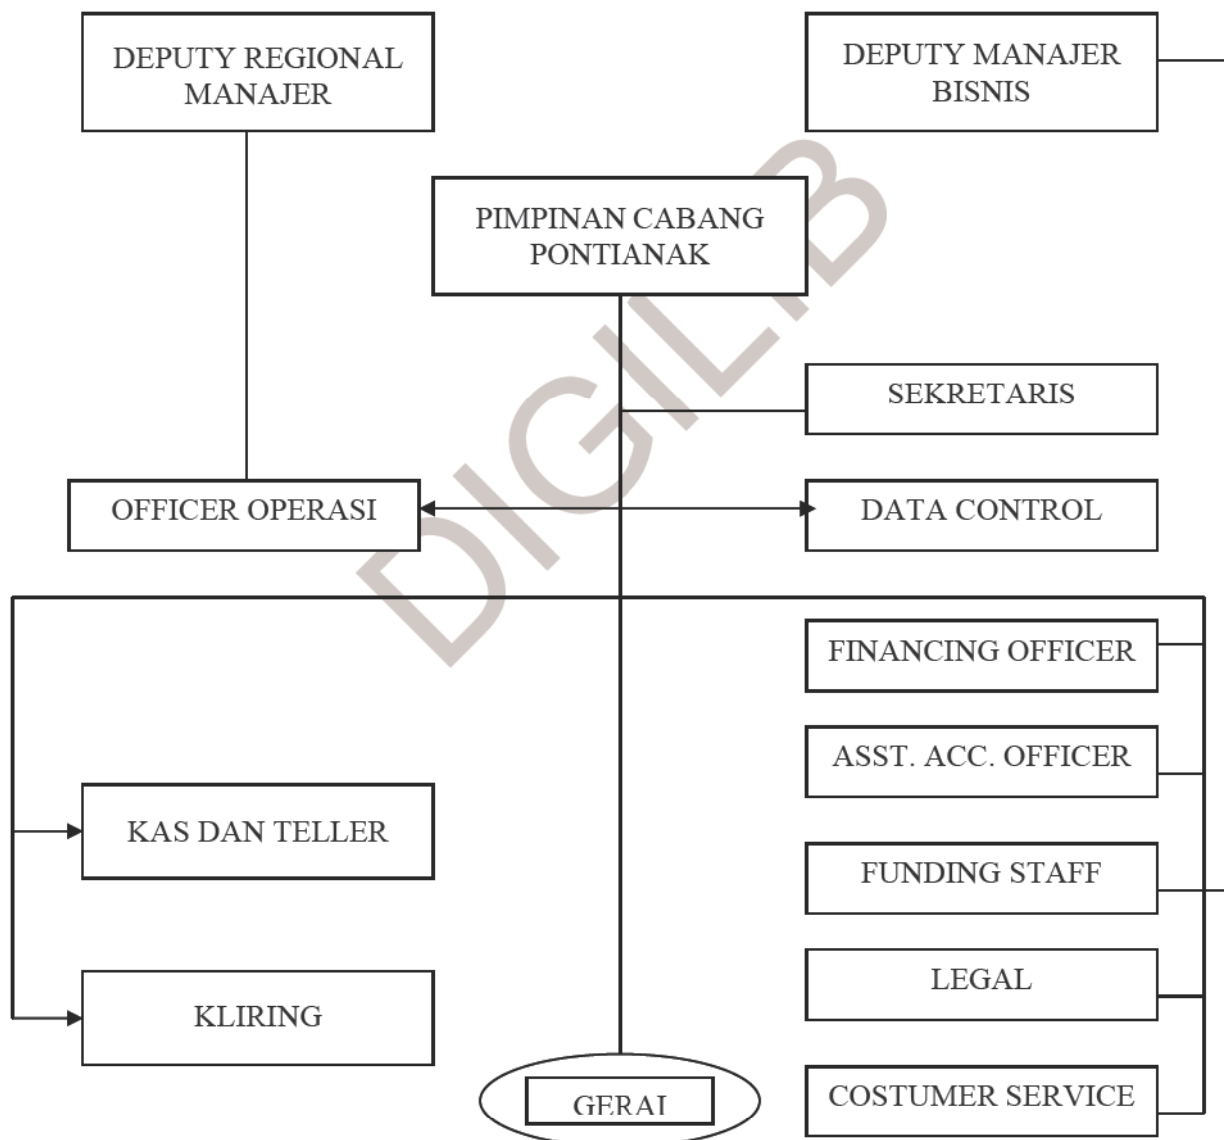 DEPUTY REGIONAL
MANAJER
DEPUTY MANAJER
BISNIS
PIMPINAN CABANG
PONTIANAK
SEKRETARIS
OFFICER OPERASI
DATA CONTROL
FINANCING OFFICER
ASST. ACC. OFFICER
KAS DAN TELLER
FUNDING STAFF
LEGAL
KLIRING
GERAI
COSTUMER SERVICE
DIGILIB